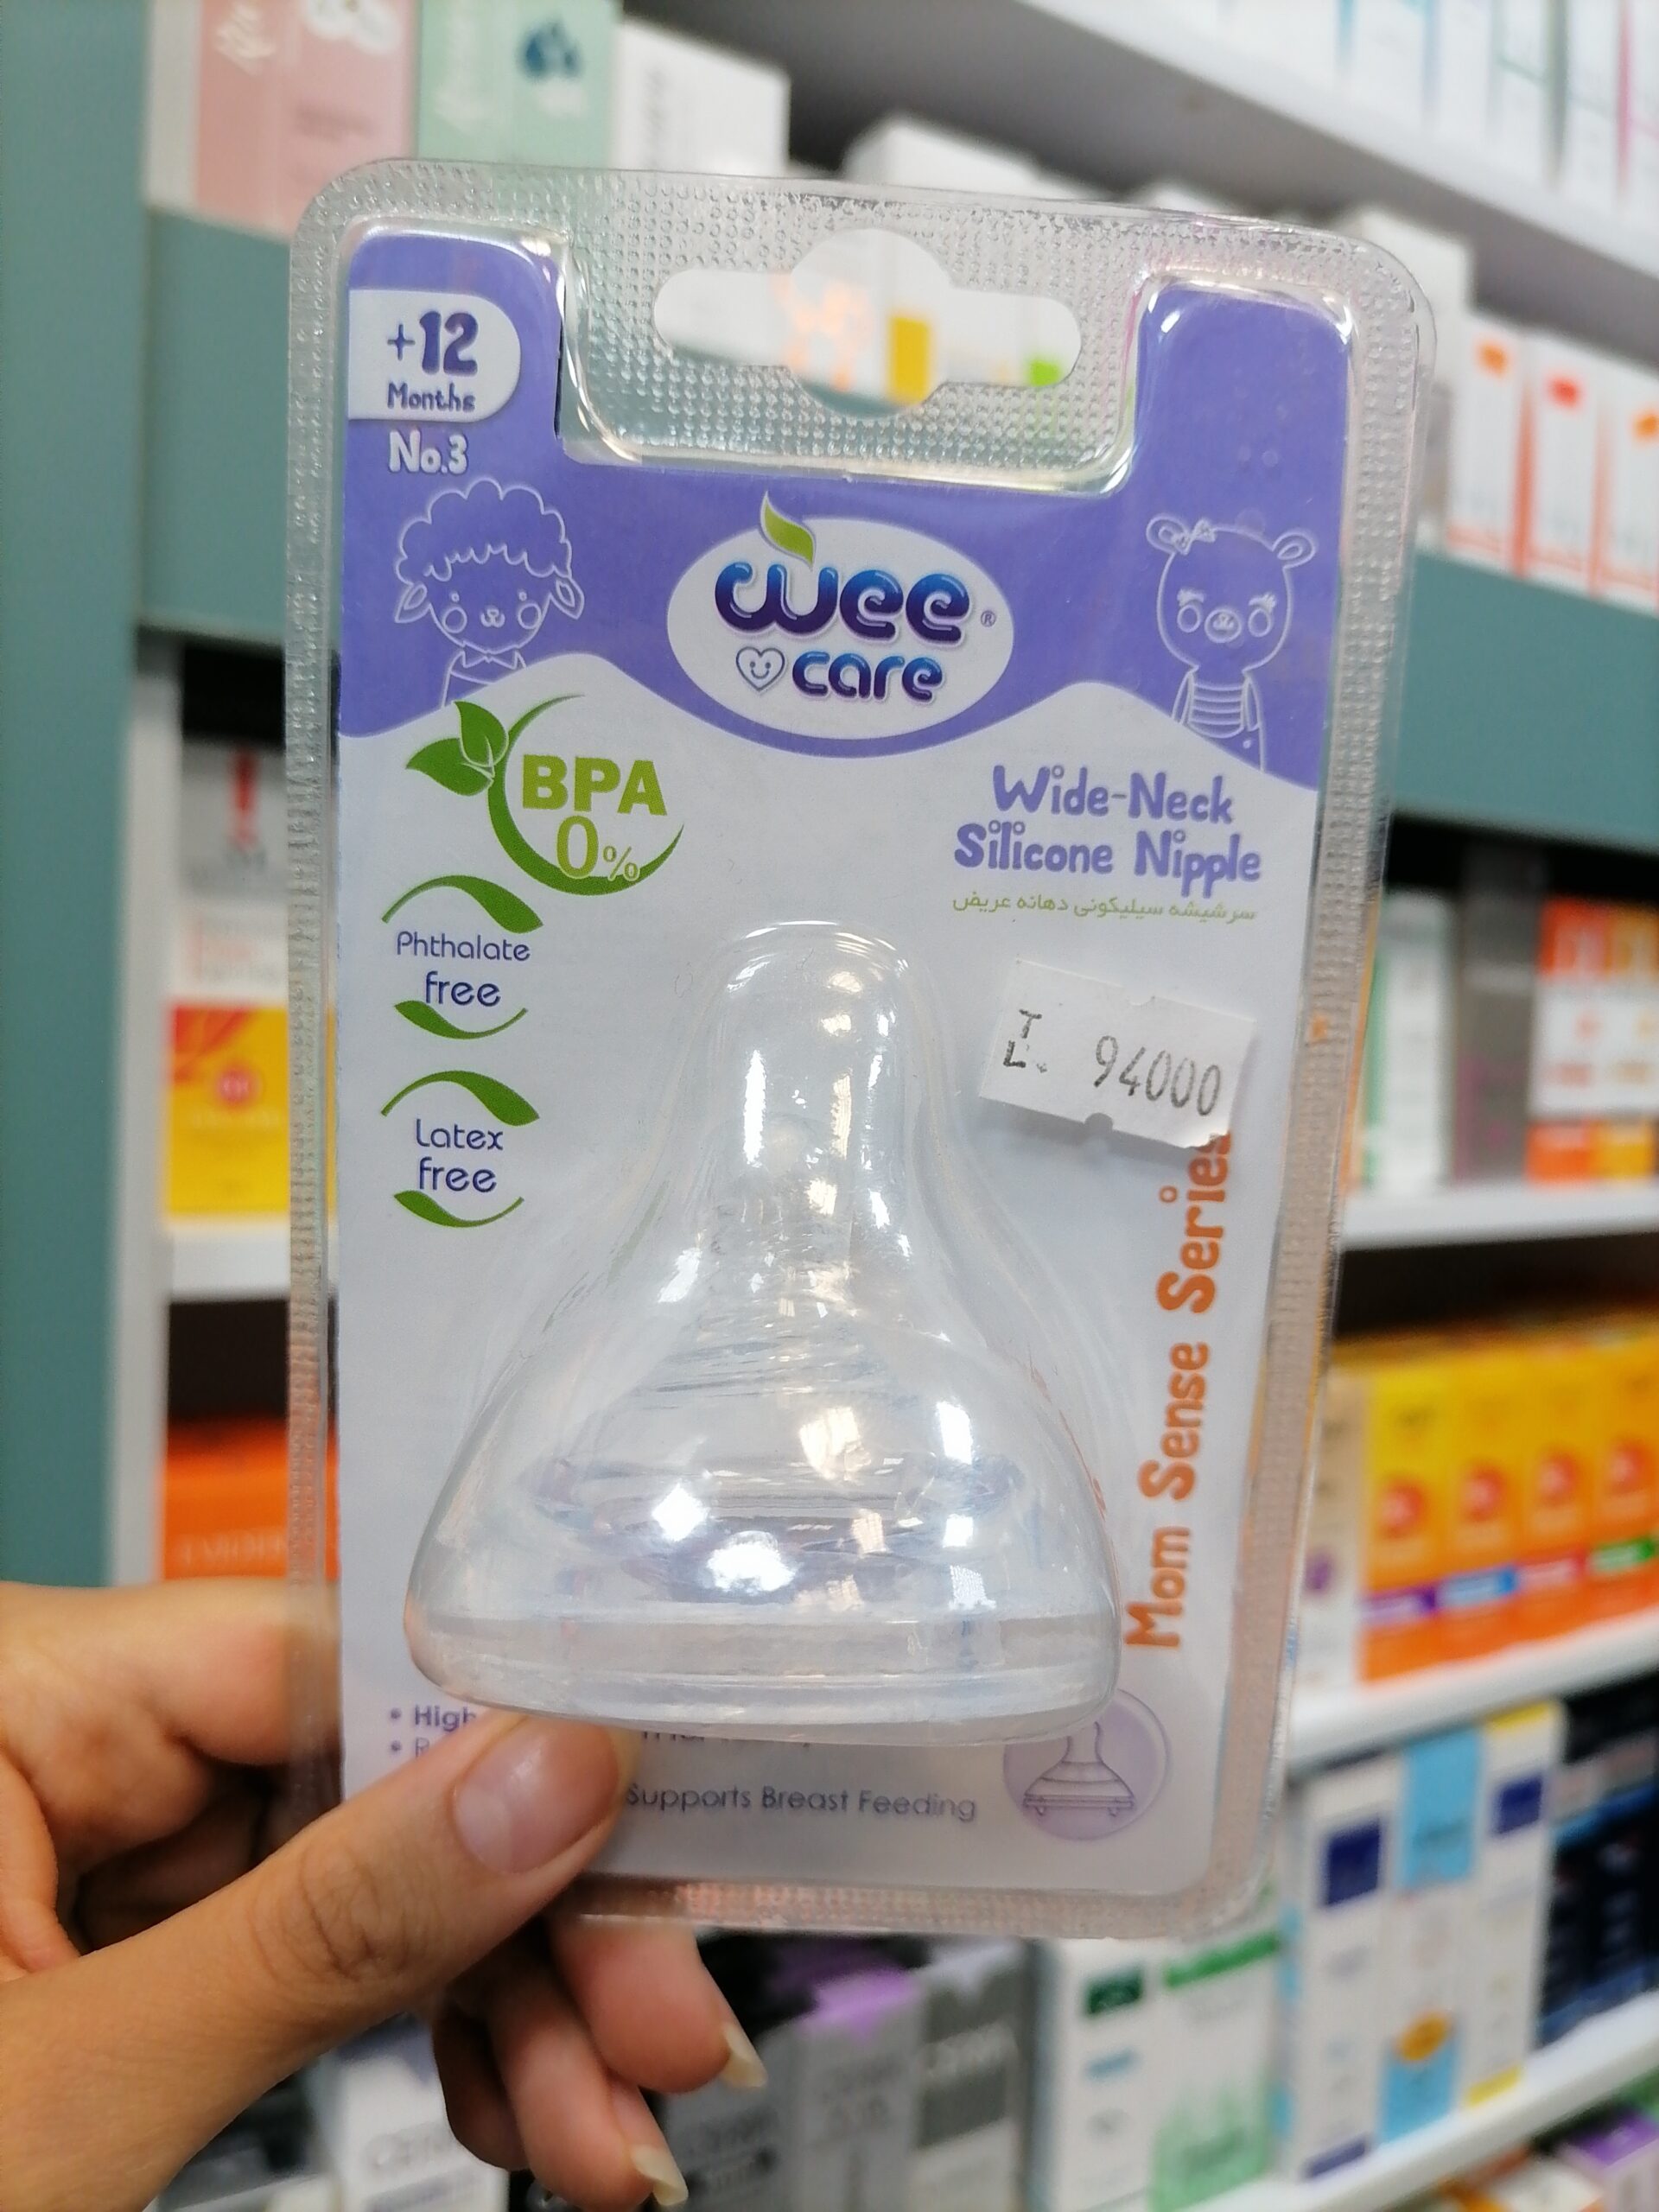 +12
Months
No.3
wee®
care
BPA
0%
Wide-Neck
Silicone Nipple
سرشیشه سیلیکونی دهانه عریض
Phthalate
free
T
L. 94000
Latex
free
Mom Sense Series
• High
Supports Breast Feeding